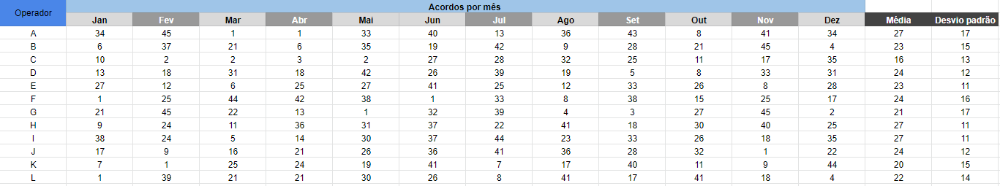 Operador Acordos por mês
Jan Fev Mar Abr Mai Jun Jul Ago Set Out Nov Dez Média Desvio padrão
A 34 45 1 1 33 40 13 36 43 8 41 34 27 17
B 6 37 21 6 35 19 42 9 28 21 45 4 23 15
C 10 2 2 3 2 27 28 32 25 11 17 35 16 13
D 13 18 31 18 42 26 39 19 5 8 33 31 24 12
E 27 12 6 25 27 41 25 12 33 26 8 28 23 11
F 1 25 44 42 38 1 33 8 38 15 25 17 24 16
G 21 45 22 13 1 32 39 4 3 27 45 2 21 17
H 9 24 11 36 31 37 22 41 18 30 40 25 27 11
I 38 24 5 14 30 37 44 23 33 26 18 35 27 11
J 17 9 16 21 26 36 41 36 28 32 1 22 24 12
K 7 1 25 24 19 41 7 17 40 11 9 44 20 15
L 1 39 21 21 30 26 8 41 17 41 18 4 22 14